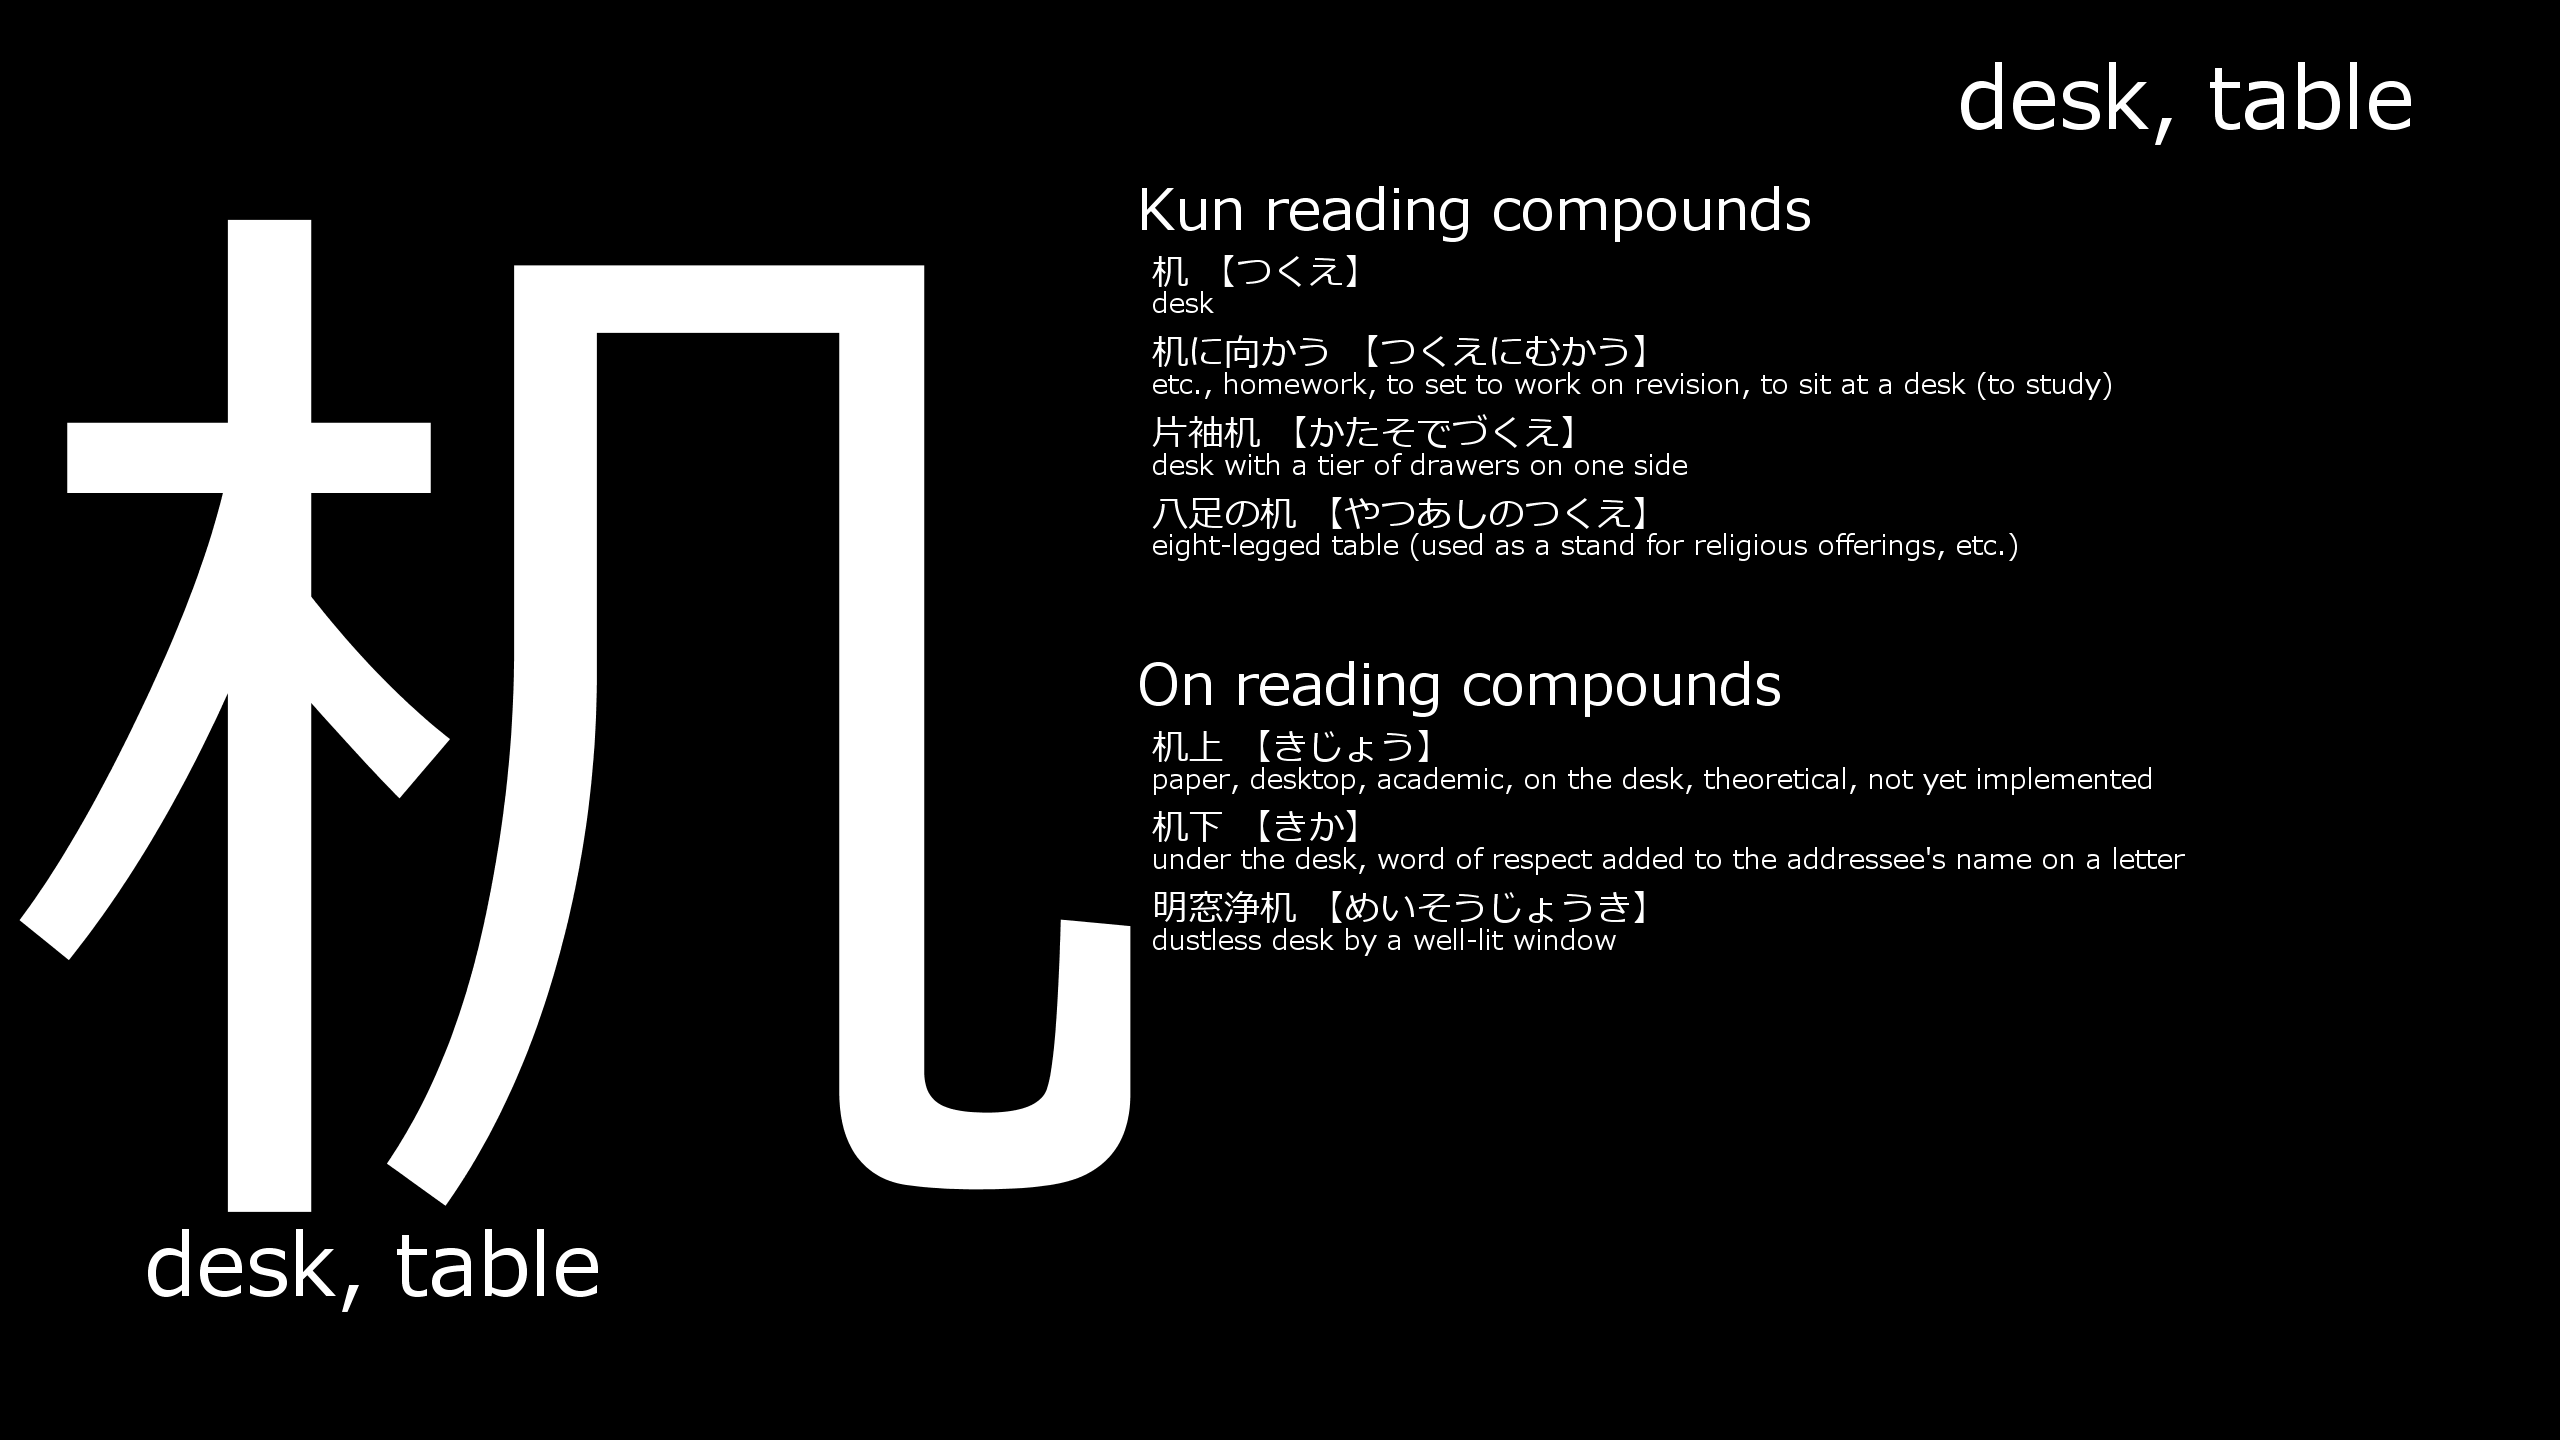 desk, table
机
desk, table
Kun reading compounds
机 【つくえ】
desk
机に向かう 【つくえにむかう】
etc., homework, to set to work on revision, to sit at a desk (to study)
片袖机 【かたそでづくえ】
desk with a tier of drawers on one side
八足の机 【やつあしのつくえ】
eight-legged table (used as a stand for religious offerings, etc.)
On reading compounds
机上 【きじょう】
paper, desktop, academic, on the desk, theoretical, not yet implemented
机下 【きか】
under the desk, word of respect added to the addressee's name on a letter
明窓浄机 【めいそうじょうき】
dustless desk by a well-lit window